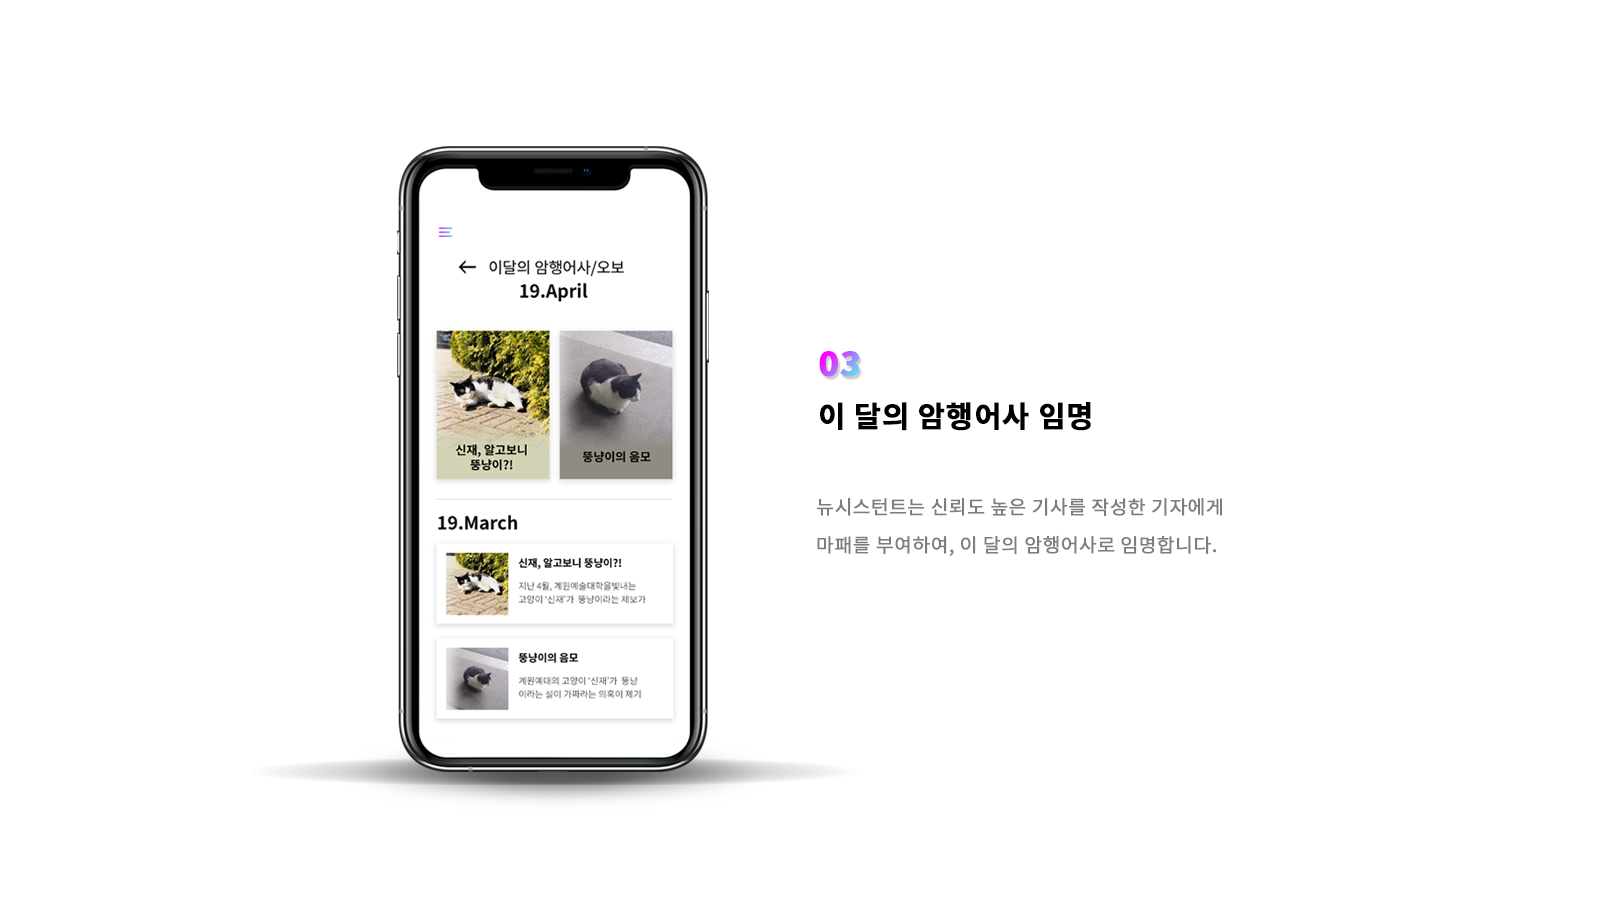 이달의 암행어사/오보
19.April
신재, 알고보니
뚱냥이?!
뚱냥이의 음모
19.March
신재, 알고보니 뚱냥이?!
지난 4월, 계원예술대학을빛내는
고양이 ‘신재’가 뚱냥이라는 제보가
뚱냥이의 음모
계원예대의 고양이 ‘신재’가 뚱냥
이라는 설이 가짜라는 의혹이 제기
03
이 달의 암행어사 임명
뉴시스턴트는 신뢰도 높은 기사를 작성한 기자에게
마패를 부여하여, 이 달의 암행어사로 임명합니다.